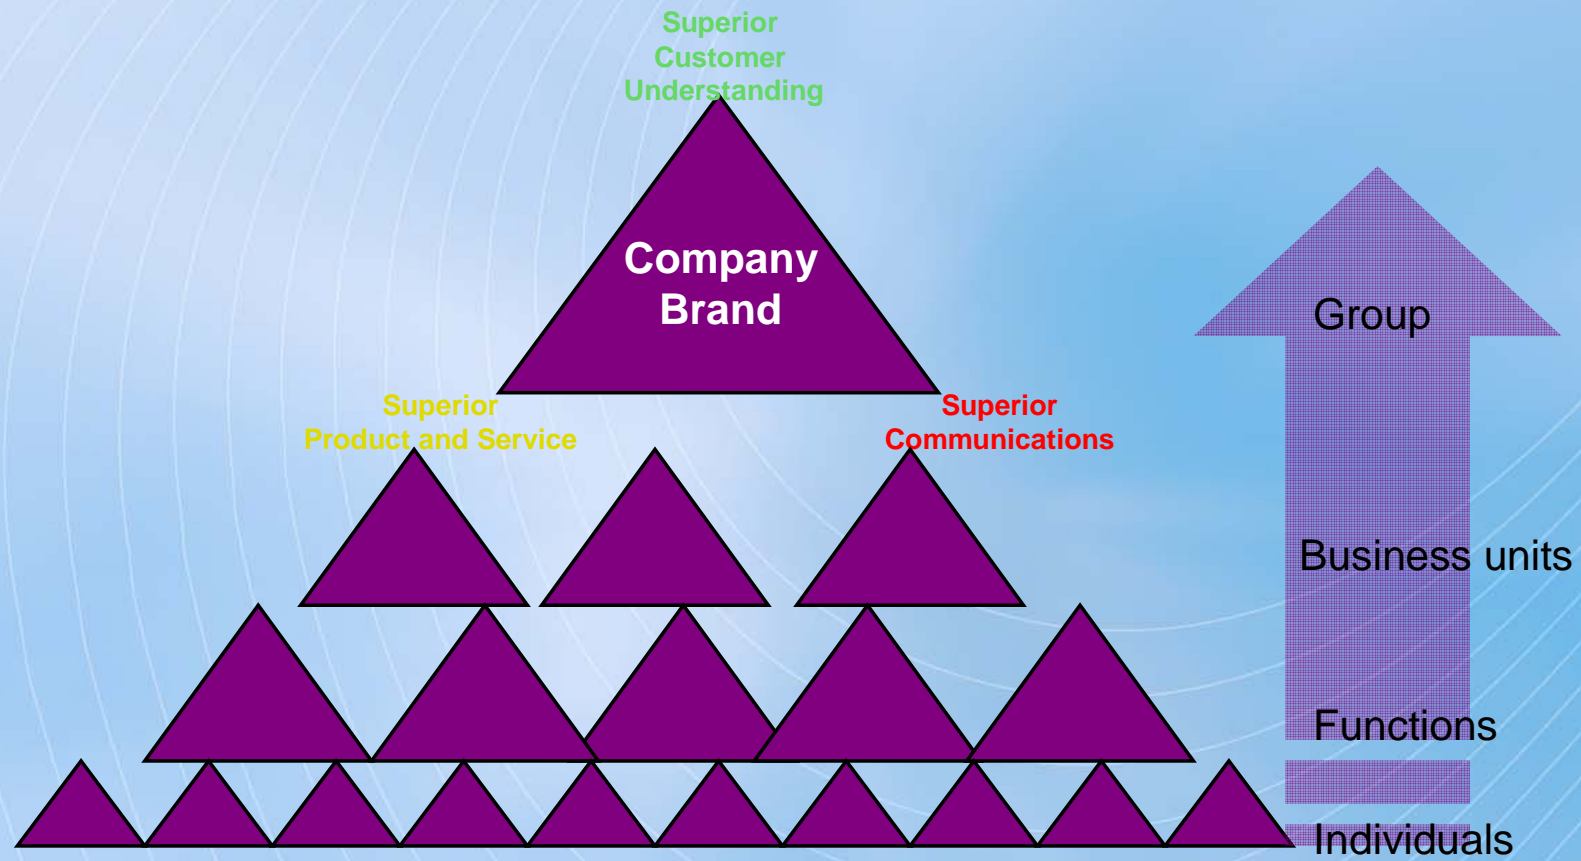 Superior
Customer
Understanding
Company
Brand
Group
Superior
Product and Service
Superior
Communications
Business units
Functions
Individuals